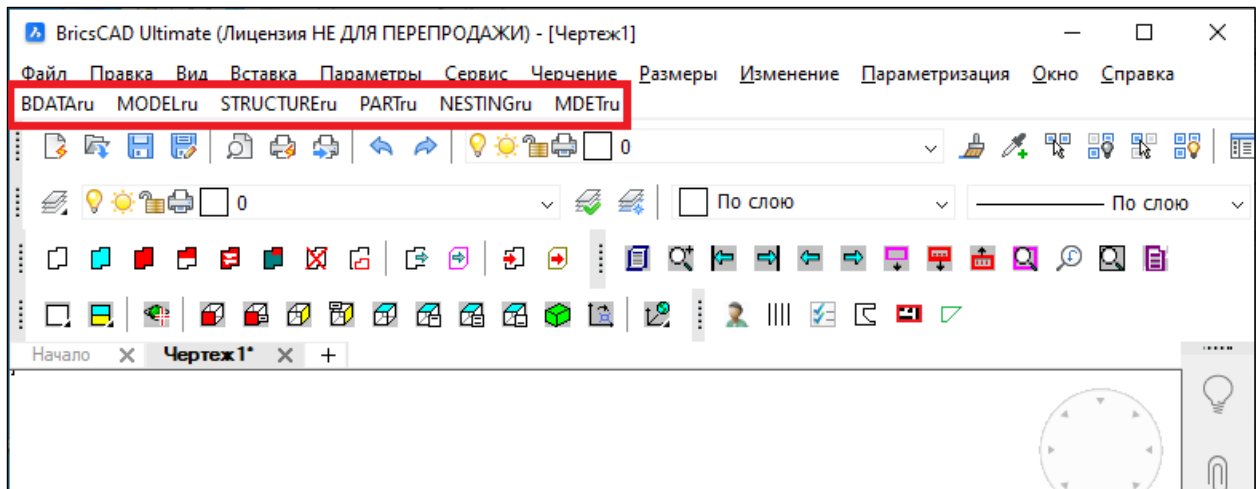 BricsCAD Ultimate (Лицензия НЕ ДЛЯ ПЕРЕПРОДАЖИ) - [Чертеж1]
Файл Правка Вид Вставка Параметры Сервис Черчение Размеры Изменение Параметризация Окно Справка
BDATAru MODELru STRUCTUREru PARTru NESTINGru MDETru
0
0 По слою По слою
Начало Чертеж1*